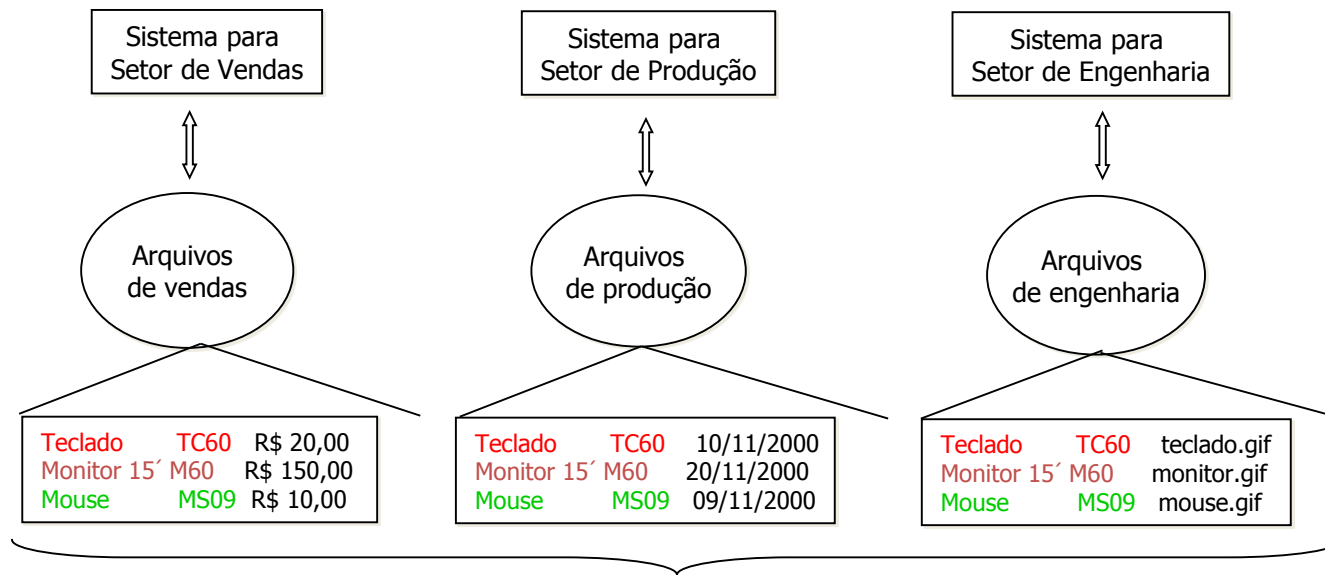 Sistema para
Setor de Vendas
Sistema para
Setor de Produção
Sistema para
Setor de Engenharia
Arquivos
de vendas
Arquivos
de produção
Arquivos
de engenharia
Teclado TC60 R$ 20,00
Monitor 15´ M60 R$ 150,00
Mouse MS09 R$ 10,00
Teclado TC60 10/11/2000
Monitor 15´ M60 20/11/2000
Mouse MS09 09/11/2000
Teclado TC60 teclado.gif
Monitor 15´ M60 monitor.gif
Mouse MS09 mouse.gif